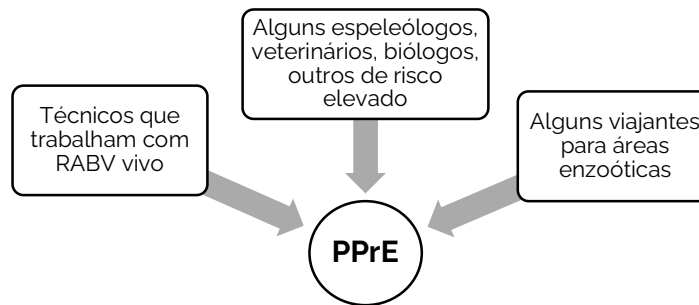 Alguns espeleólogos,
veterinários, biólogos,
outros de risco
elevado
Técnicos que
trabalham com
RABV vivo
Alguns viajantes
para áreas
enzoóticas
PPrE